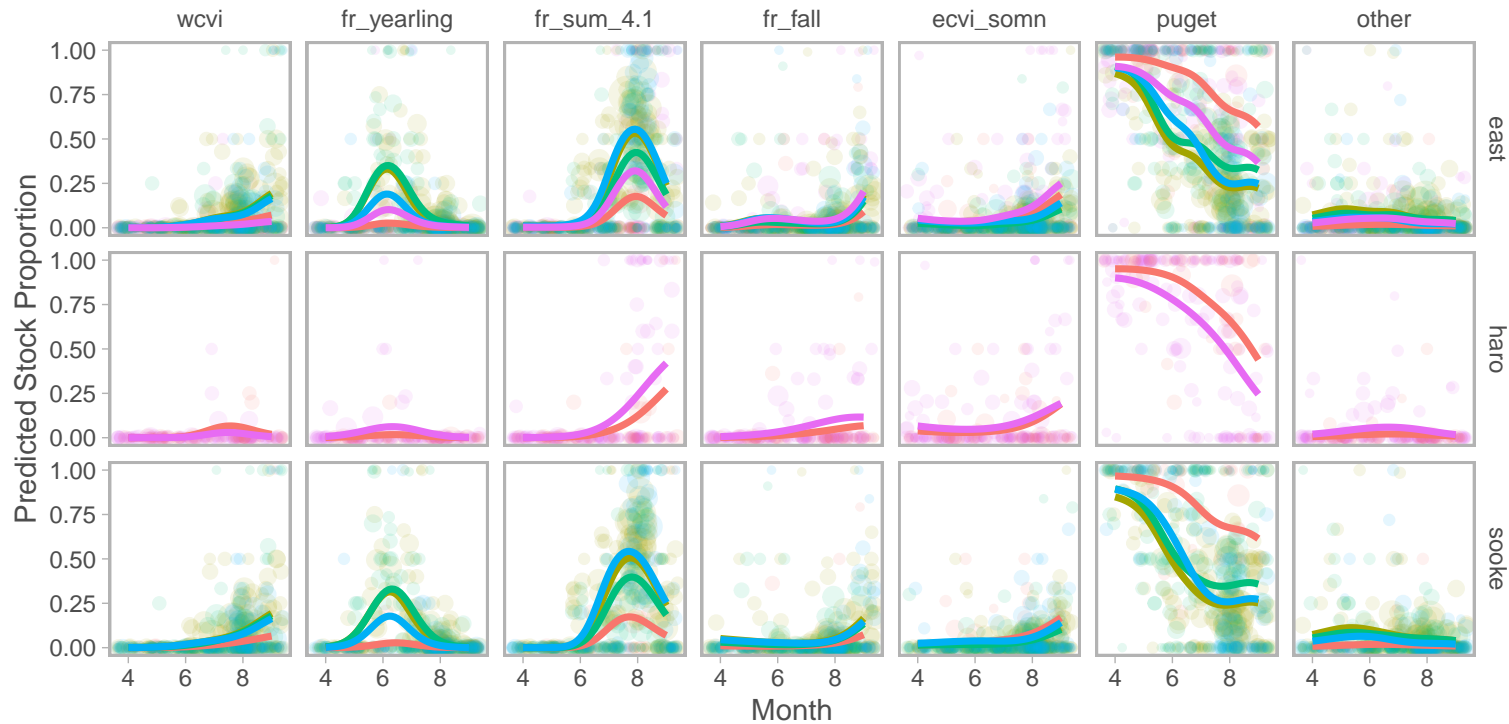 wcvi fr_yearling fr_sum_4.1 fr_fall ecvi_somn puget other
1.00
0.75
0.50
0.25
0.00
east
1.00
0.75
0.50
0.25
0.00
haro
1.00
0.75
0.50
0.25
0.00
sooke
Predicted Stock Proportion
4 6 8 4 6 8 4 6 8 4 6 8 4 6 8 4 6 8 4 6 8
Month